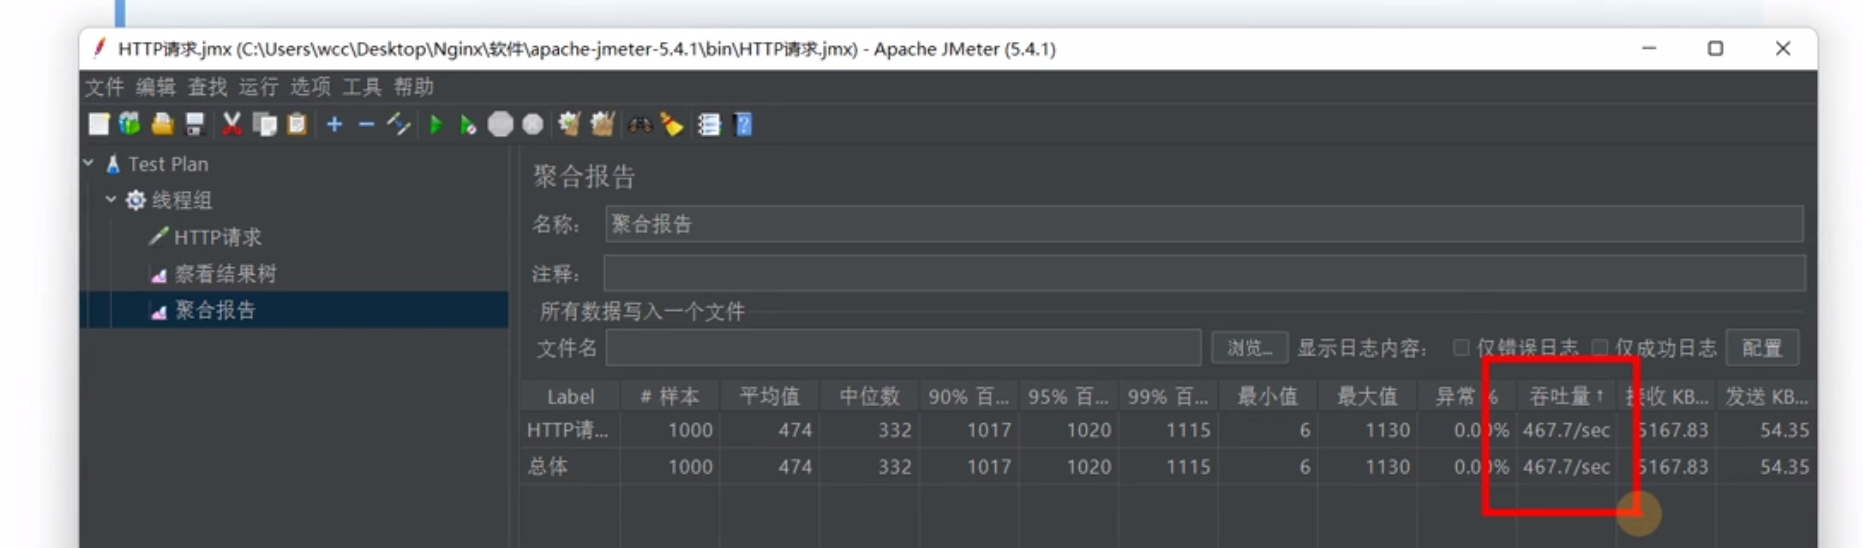 HTTP请求.jmx (C:\Users\wcc\Desktop\Nginx\软件\apache-jmeter-5.4.1\bin\HTTP请求.jmx) - Apache JMeter (5.4.1)
文件 编辑 查找 运行 选项 工具 帮助
Test Plan
线程组
HTTP请求
察看结果树
聚合报告
聚合报告
名称： 聚合报告
注释：
所有数据写入一个文件
文件名 浏览... 显示日志内容： 仅错误日志 仅成功日志 配置
Label # 样本 平均值 中位数 90% 百... 95% 百... 99% 百... 最小值 最大值 异常 % 吞吐量↑ 接收 KB... 发送 KB...
HTTP请... 1000 474 332 1017 1020 1115 6 1130 0.00% 467.7/sec 5167.83 54.35
总体 1000 474 332 1017 1020 1115 6 1130 0.00% 467.7/sec 5167.83 54.35